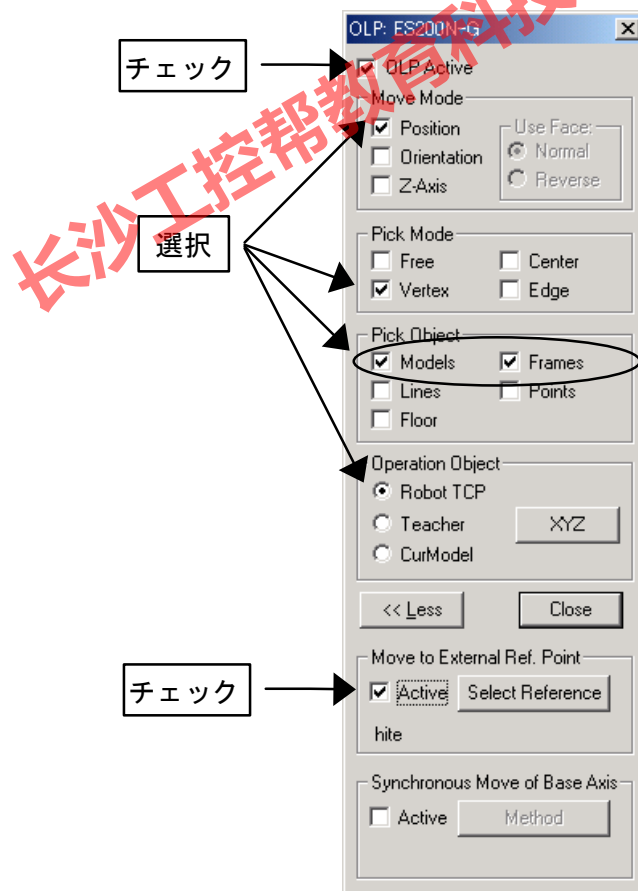 OLP: ES200N-G
チェック
OLP Active
Move Mode
Position
Orientation
Z-Axis
Use Face:
Normal
Reverse
選択
Pick Mode
Free
Center
Vertex
Edge
Pick Object
Models
Frames
Lines
Points
Floor
Operation Object
Robot TCP
Teacher
CurModel
XYZ
<< Less
Close
Move to External Ref. Point
チェック
Active
Select Reference
hite
Synchronous Move of Base Axis
Active
Method
长沙工控帮教育科技